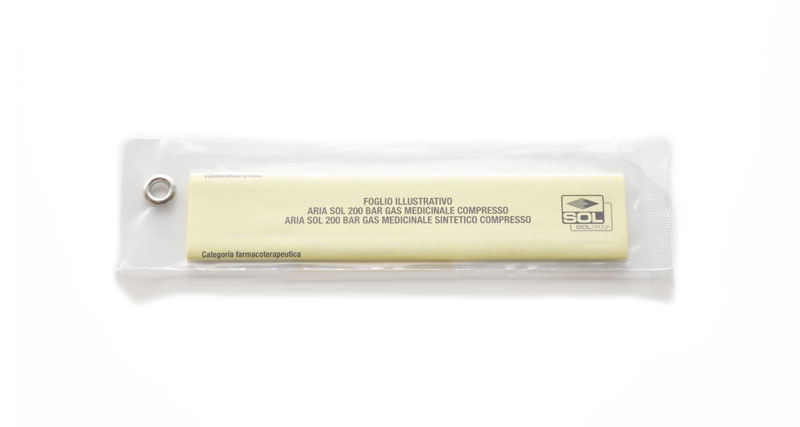 FOGLIO ILLUSTRATIVO
ARIA SOL 200 BAR GAS MEDICINALE COMPRESSO
ARIA SOL 200 BAR GAS MEDICINALE SINTETICO COMPRESSO
SOL
SOLGROUP
Categoria farmacoterapeutica